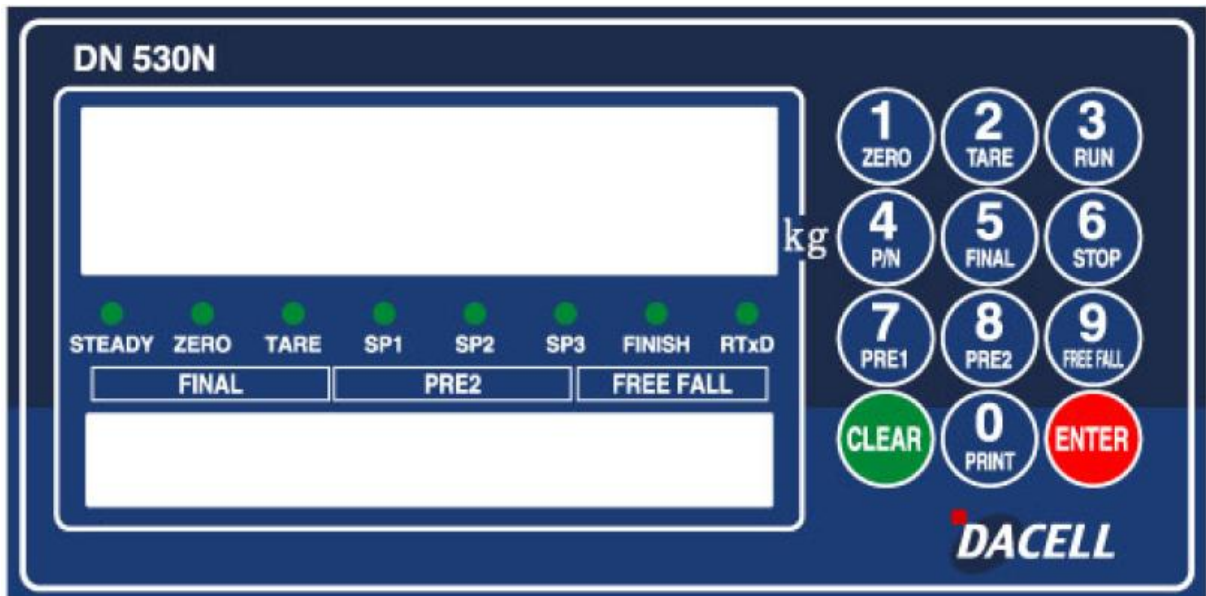 DN 530N
kg
STEADY ZERO TARE SP1 SP2 SP3 FINISH RTxD
FINAL PRE2 FREE FALL
1 2 3
ZERO TARE RUN
4 5 6
P/N FINAL STOP
7 8 9
PRE1 PRE2 FREE FALL
CLEAR 0 ENTER
PRINT
DACELL